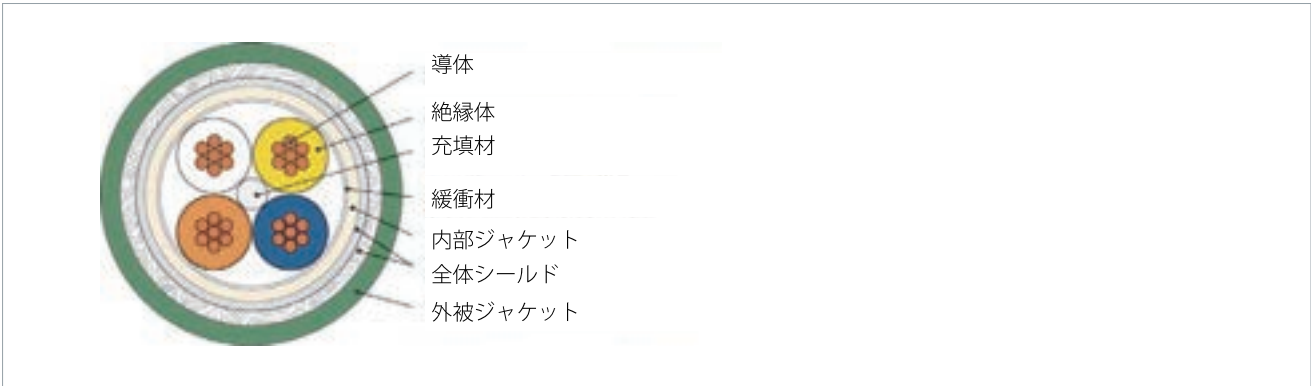 導体
絶縁体
充填材
緩衝材
内部ジャケット
全体シールド
外被ジャケット